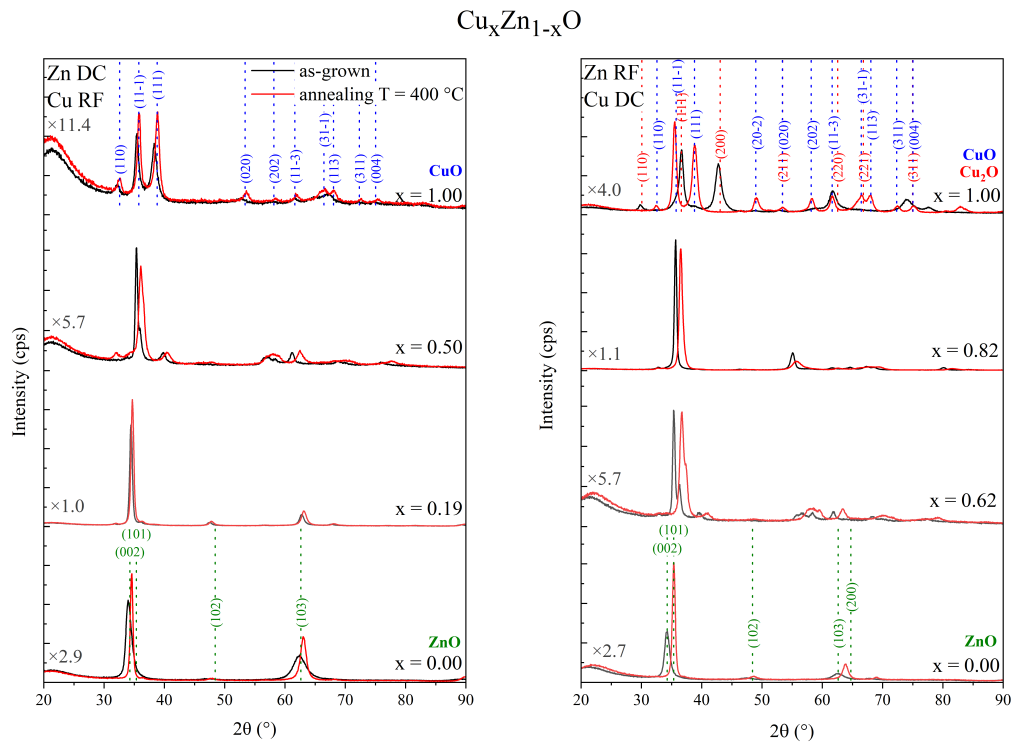 CuₓZn₁₋ₓO
Zn DC
Cu RF
as-grown
annealing T = 400 °C
×11.4
(110)
(11-1)
(111)
(020)
(202)
(11-3)
(31-1)
(113)
(311)
(004)
CuO
x = 1.00
×5.7
x = 0.50
×1.0
x = 0.19
(101)
(002)
(102)
(103)
ZnO
×2.9
x = 0.00
Intensity (cps)
20 30 40 50 60 70 80 90
2θ (°)
Zn RF
Cu DC
(110)
(110)
(11-1)
(111)
(111)
(200)
(20-2)
(211)
(020)
(202)
(11-3)
(220)
(31-1)
(221)
(113)
(311)
(311)
(004)
CuO
Cu₂O
×4.0
x = 1.00
×1.1
x = 0.82
×5.7
x = 0.62
(101)
(002)
(102)
(103)
(200)
ZnO
×2.7
x = 0.00
Intensity (cps)
20 30 40 50 60 70 80 90
2θ (°)